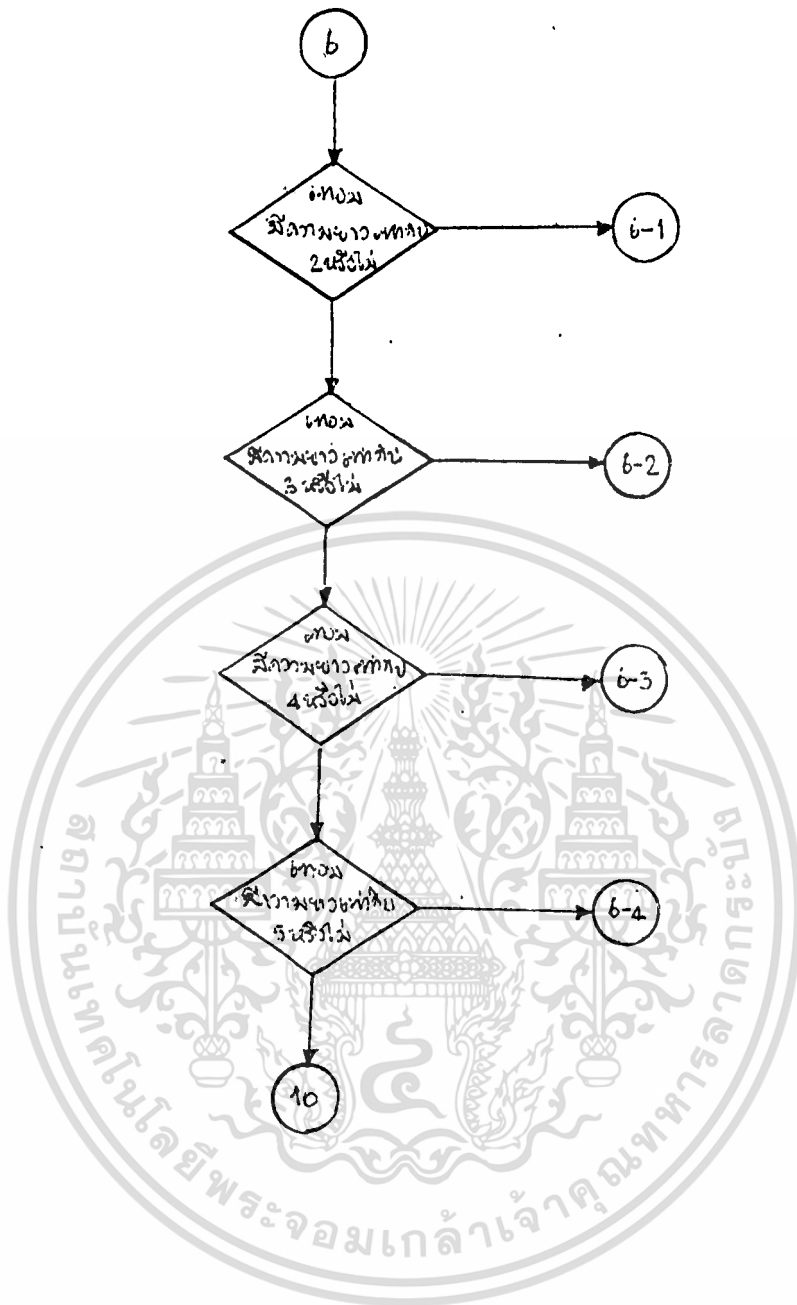 6
เทอม
มีความยาวเท่ากับ
2 หรือไม่
6-1
เทอม
มีความยาวเท่ากับ
3 หรือไม่
6-2
เทอม
มีความยาวเท่ากับ
4 หรือไม่
6-3
เทอม
มีความยาวเท่ากับ
5 หรือไม่
6-4
10
สถาบันเทคโนโลยีพระจอมเกล้าเจ้าคุณทหารลาดกระบัง